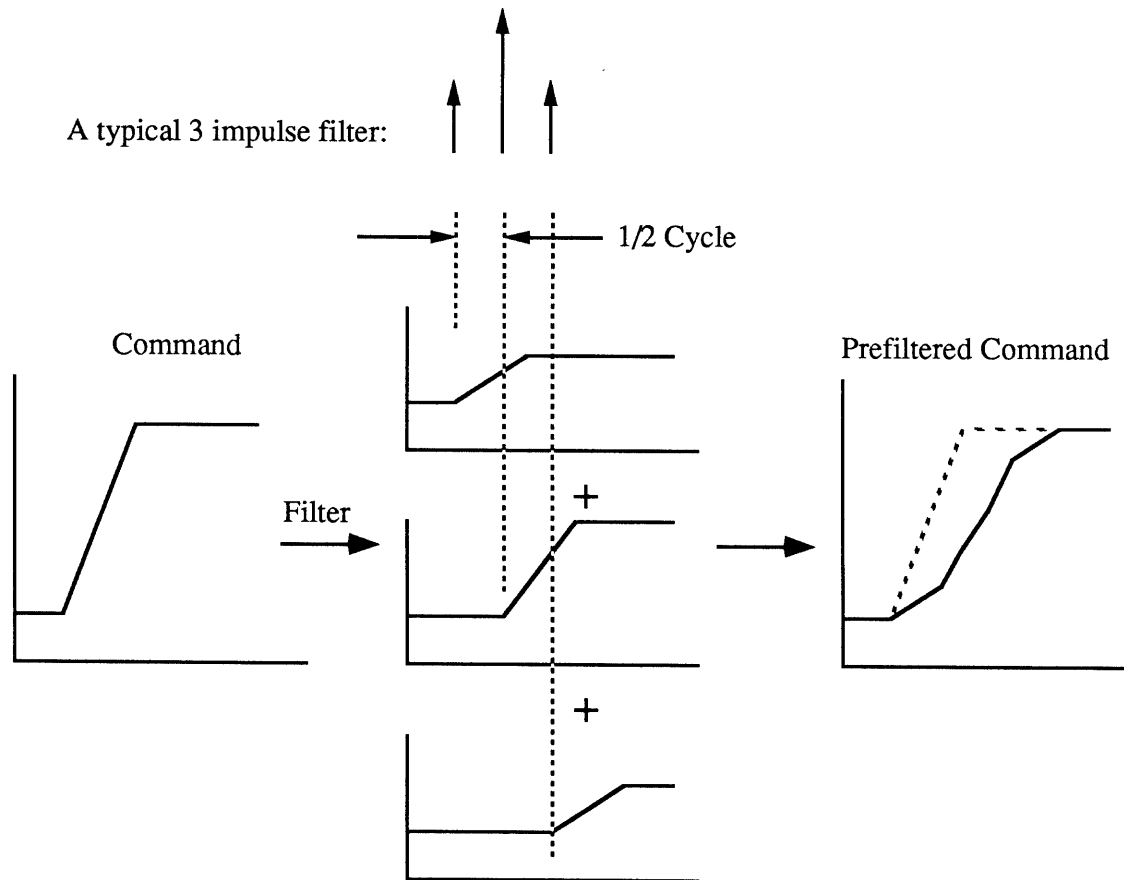 A typical 3 impulse filter:
1/2 Cycle
Command
Prefiltered Command
+
Filter
+